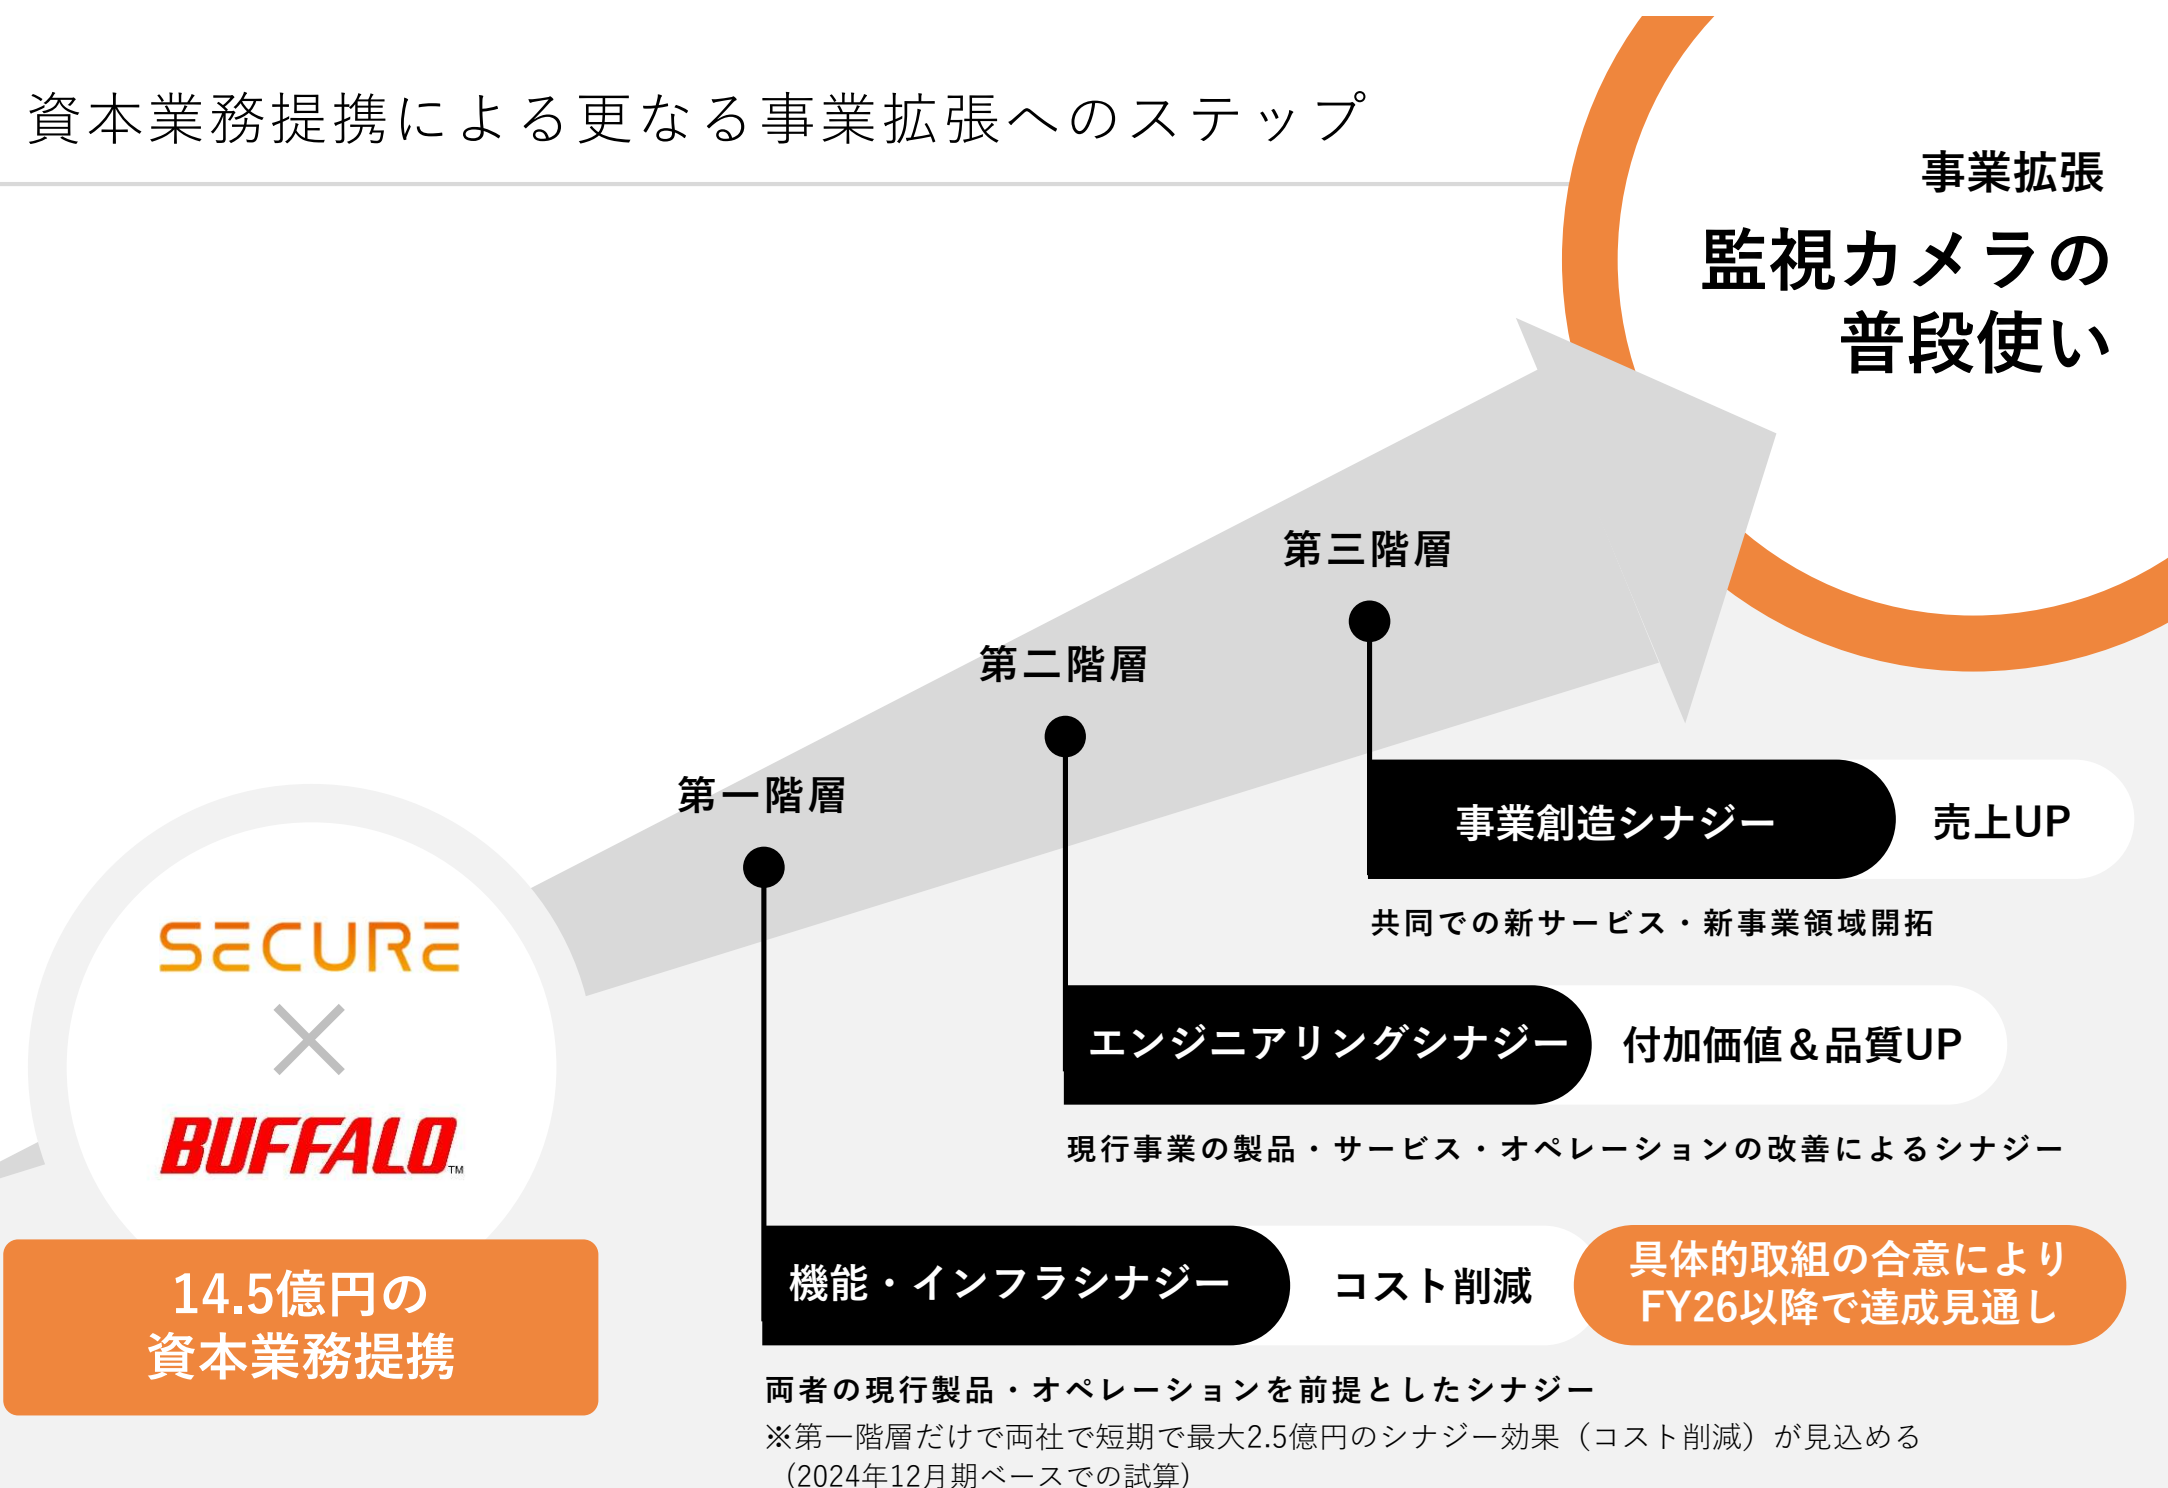 資本業務提携による更なる事業拡張へのステップ
事業拡張
監視カメラの
普段使い
第三階層
第二階層
第一階層
事業創造シナジー 売上UP
共同での新サービス・新事業領域開拓
SECURE
×
BUFFALO™
エンジニアリングシナジー 付加価値＆品質UP
現行事業の製品・サービス・オペレーションの改善によるシナジー
14.5億円の
資本業務提携
機能・インフラシナジー コスト削減
具体的取組の合意により
FY26以降で達成見通し
両者の現行製品・オペレーションを前提としたシナジー
※第一階層だけで両社で短期で最大2.5億円のシナジー効果（コスト削減）が見込める
（2024年12月期ベースでの試算）